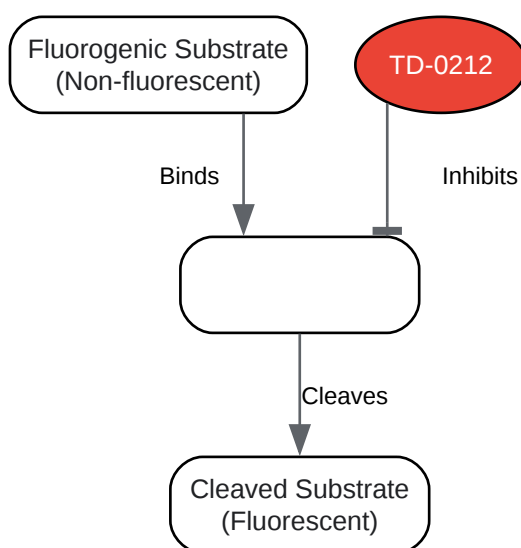 Fluorogenic Substrate
(Non-fluorescent)
TD-0212
Binds
Inhibits
Cleaves
Cleaved Substrate
(Fluorescent)